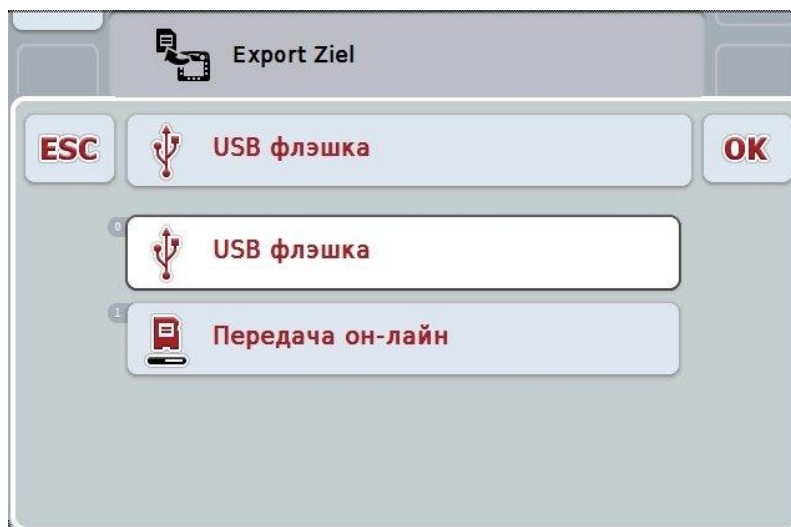 Export Ziel
ESC
USB флэшка
OK
0
USB флэшка
1
Передача он-лайн